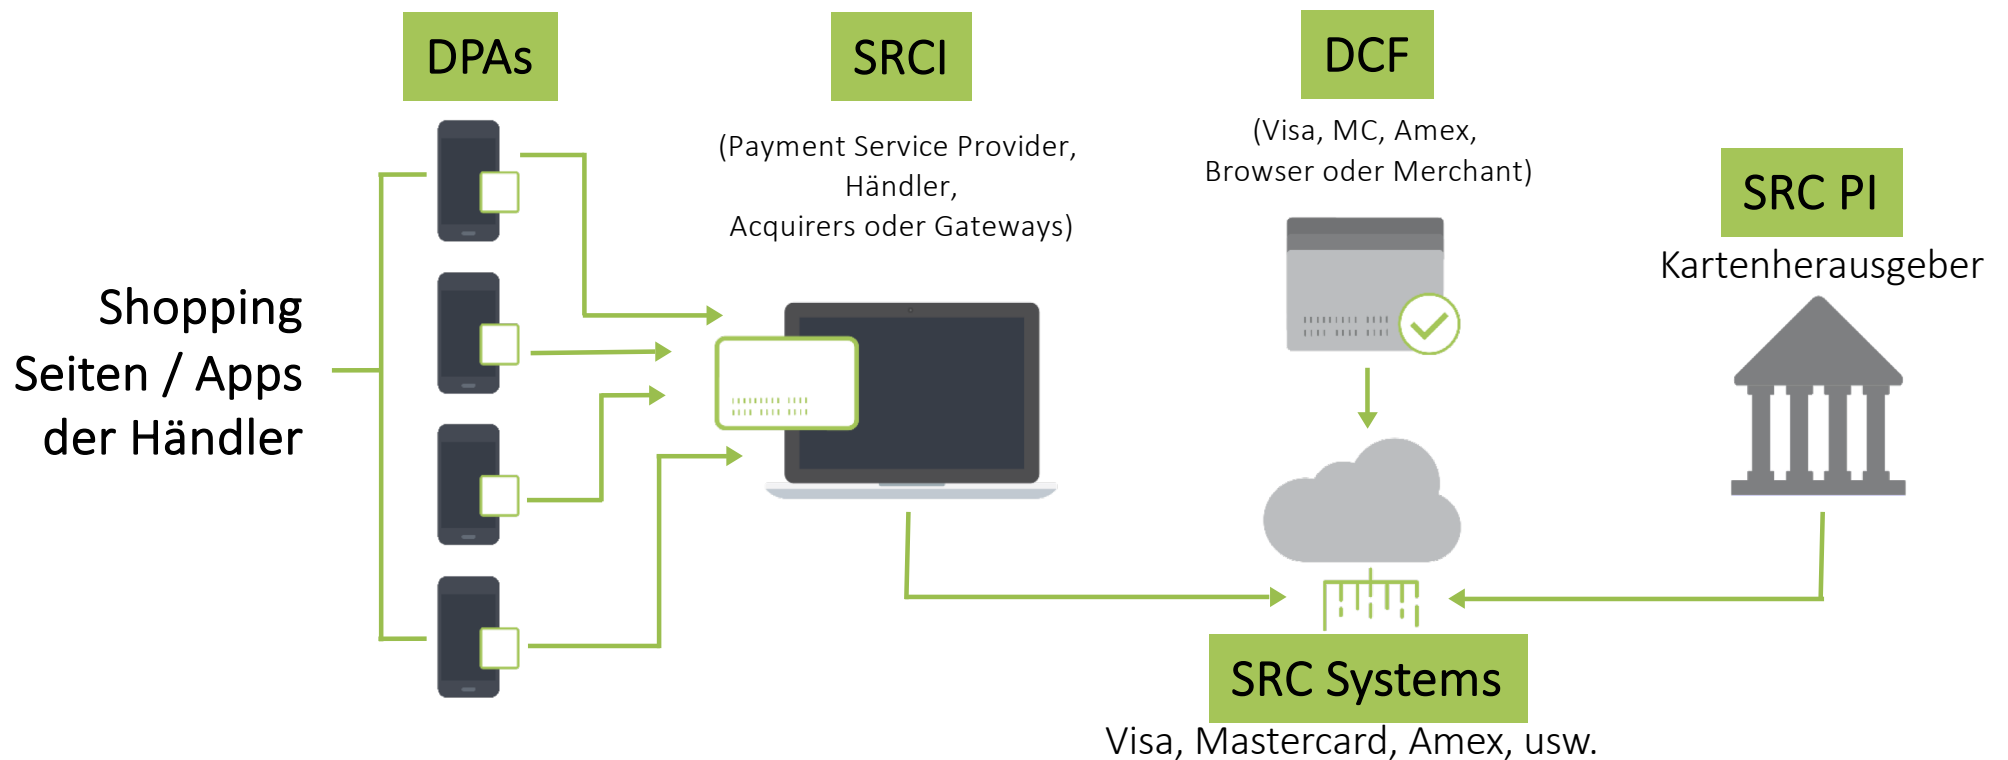 DPAs
SRCI
DCF
(Payment Service Provider,
Händler,
Acquirers oder Gateways)
(Visa, MC, Amex,
Browser oder Merchant)
SRC PI
Kartenherausgeber
Shopping
Seiten / Apps
der Händler
SRC Systems
Visa, Mastercard, Amex, usw.